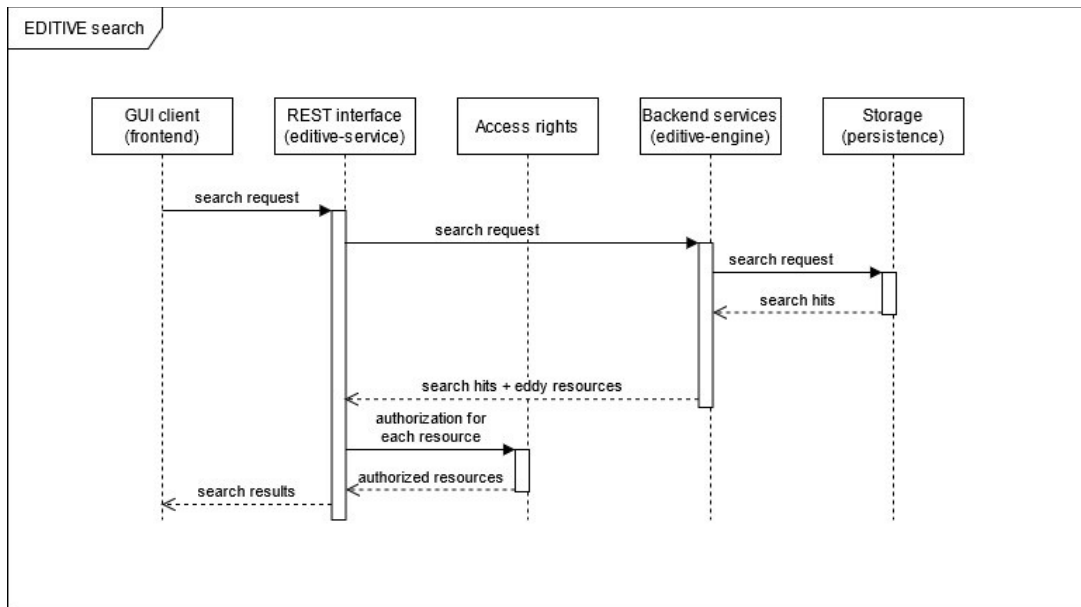 EDITIVE search
GUI client
(frontend)
REST interface
(editive-service)
Access rights
Backend services
(editive-engine)
Storage
(persistence)
search request
search request
search request
search hits
search hits + eddy resources
authorization for
each resource
authorized resources
search results